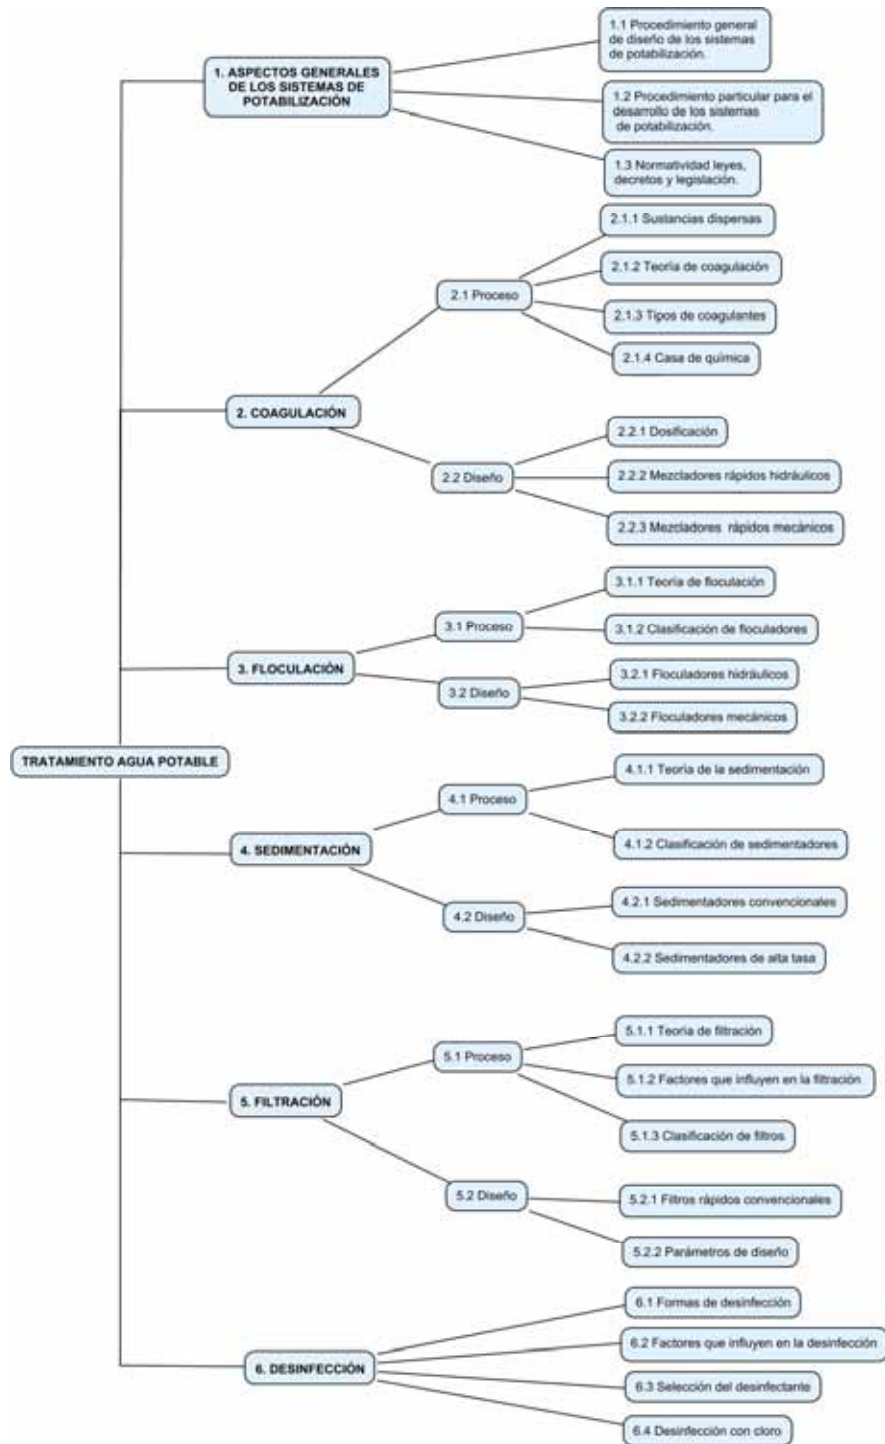 1. ASPECTOS GENERALES
DE LOS SISTEMAS DE
POTABILIZACIÓN
1.1 Procedimiento general
de diseño de los sistemas
de potabilización.
1.2 Procedimiento particular para el
desarrollo de los sistemas
de potabilización.
1.3 Normatividad leyes,
decretos y legislación.
2. COAGULACIÓN
2.1 Proceso
2.1.1 Sustancias dispersas
2.1.2 Teoría de coagulación
2.1.3 Tipos de coagulantes
2.1.4 Casa de química
2.2 Diseño
2.2.1 Dosificación
2.2.2 Mezcladores rápidos hidráulicos
2.2.3 Mezcladores rápidos mecánicos
3. FLOCULACIÓN
3.1 Proceso
3.1.1 Teoría de floculación
3.1.2 Clasificación de floculadores
3.2 Diseño
3.2.1 Floculadores hidráulicos
3.2.2 Floculadores mecánicos
TRATAMIENTO AGUA POTABLE
4. SEDIMENTACIÓN
4.1 Proceso
4.1.1 Teoría de la sedimentación
4.1.2 Clasificación de sedimentadores
4.2 Diseño
4.2.1 Sedimentadores convencionales
4.2.2 Sedimentadores de alta tasa
5. FILTRACIÓN
5.1 Proceso
5.1.1 Teoría de filtración
5.1.2 Factores que influyen en la filtración
5.1.3 Clasificación de filtros
5.2 Diseño
5.2.1 Filtros rápidos convencionales
5.2.2 Parámetros de diseño
6. DESINFECCIÓN
6.1 Formas de desinfección
6.2 Factores que influyen en la desinfección
6.3 Selección del desinfectante
6.4 Desinfección con cloro